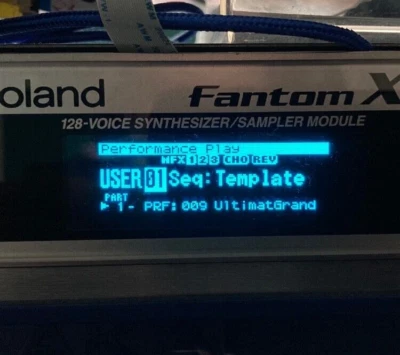 oland Fantom X
128-VOICE SYNTHESIZER/SAMPLER MODULE
Performance Play
MFX 1 2 3 CHO REV
USER 01 Seq:Template
PART
▶ 1- PRF: 009 UltimatGrand